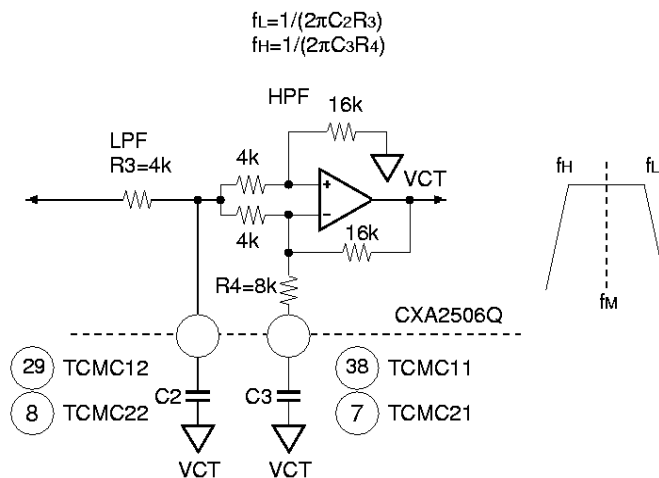 fL=1/(2πC2R3)
fH=1/(2πC3R4)
HPF
16k
LPF
R3=4k
4k
VCT
fH
fL
+
−
4k
16k
R4=8k
fM
CXA2506Q
29 TCMC12
38 TCMC11
C2
C3
8 TCMC22
7 TCMC21
VCT
VCT